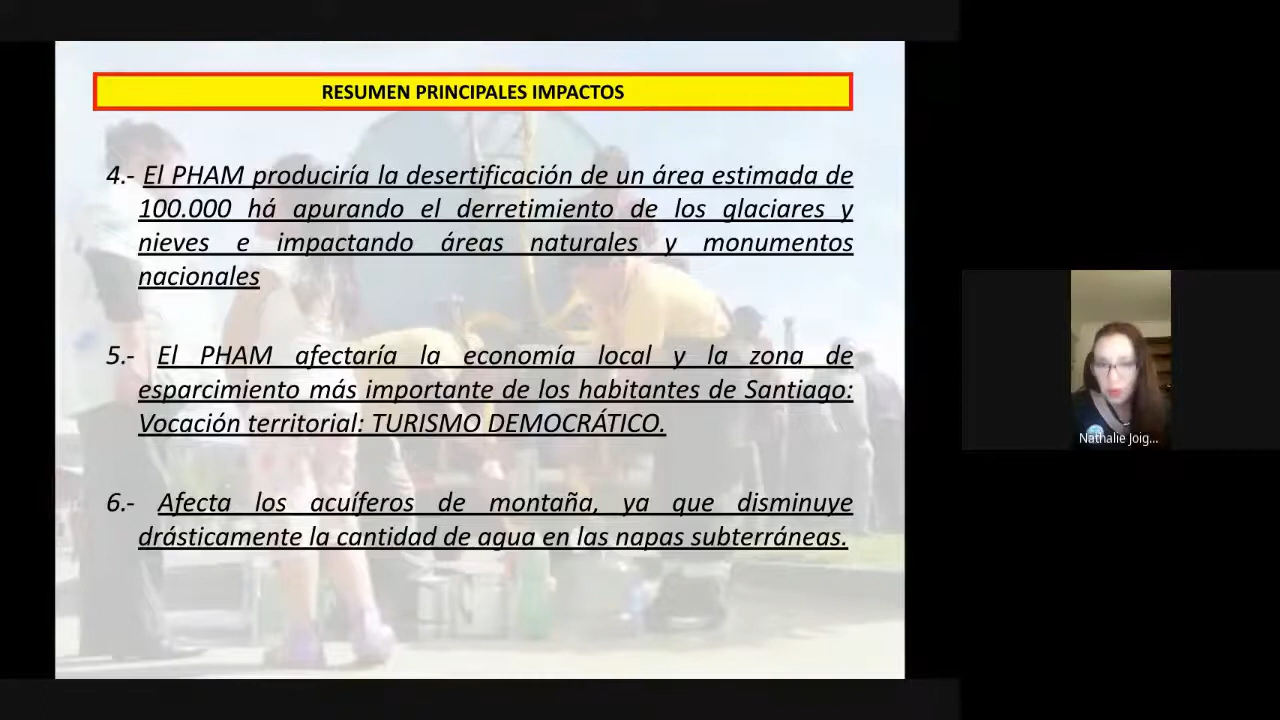 RESUMEN PRINCIPALES IMPACTOS
4.- El PHAM produciría la desertificación de un área estimada de
100.000 há apurando el derretimiento de los glaciares y
nieves e impactando áreas naturales y monumentos
nacionales
5.- El PHAM afectaría la economía local y la zona de
esparcimiento más importante de los habitantes de Santiago:
Vocación territorial: TURISMO DEMOCRÁTICO.
6.- Afecta los acuíferos de montaña, ya que disminuye
drásticamente la cantidad de agua en las napas subterráneas.
Nathalie Joig...